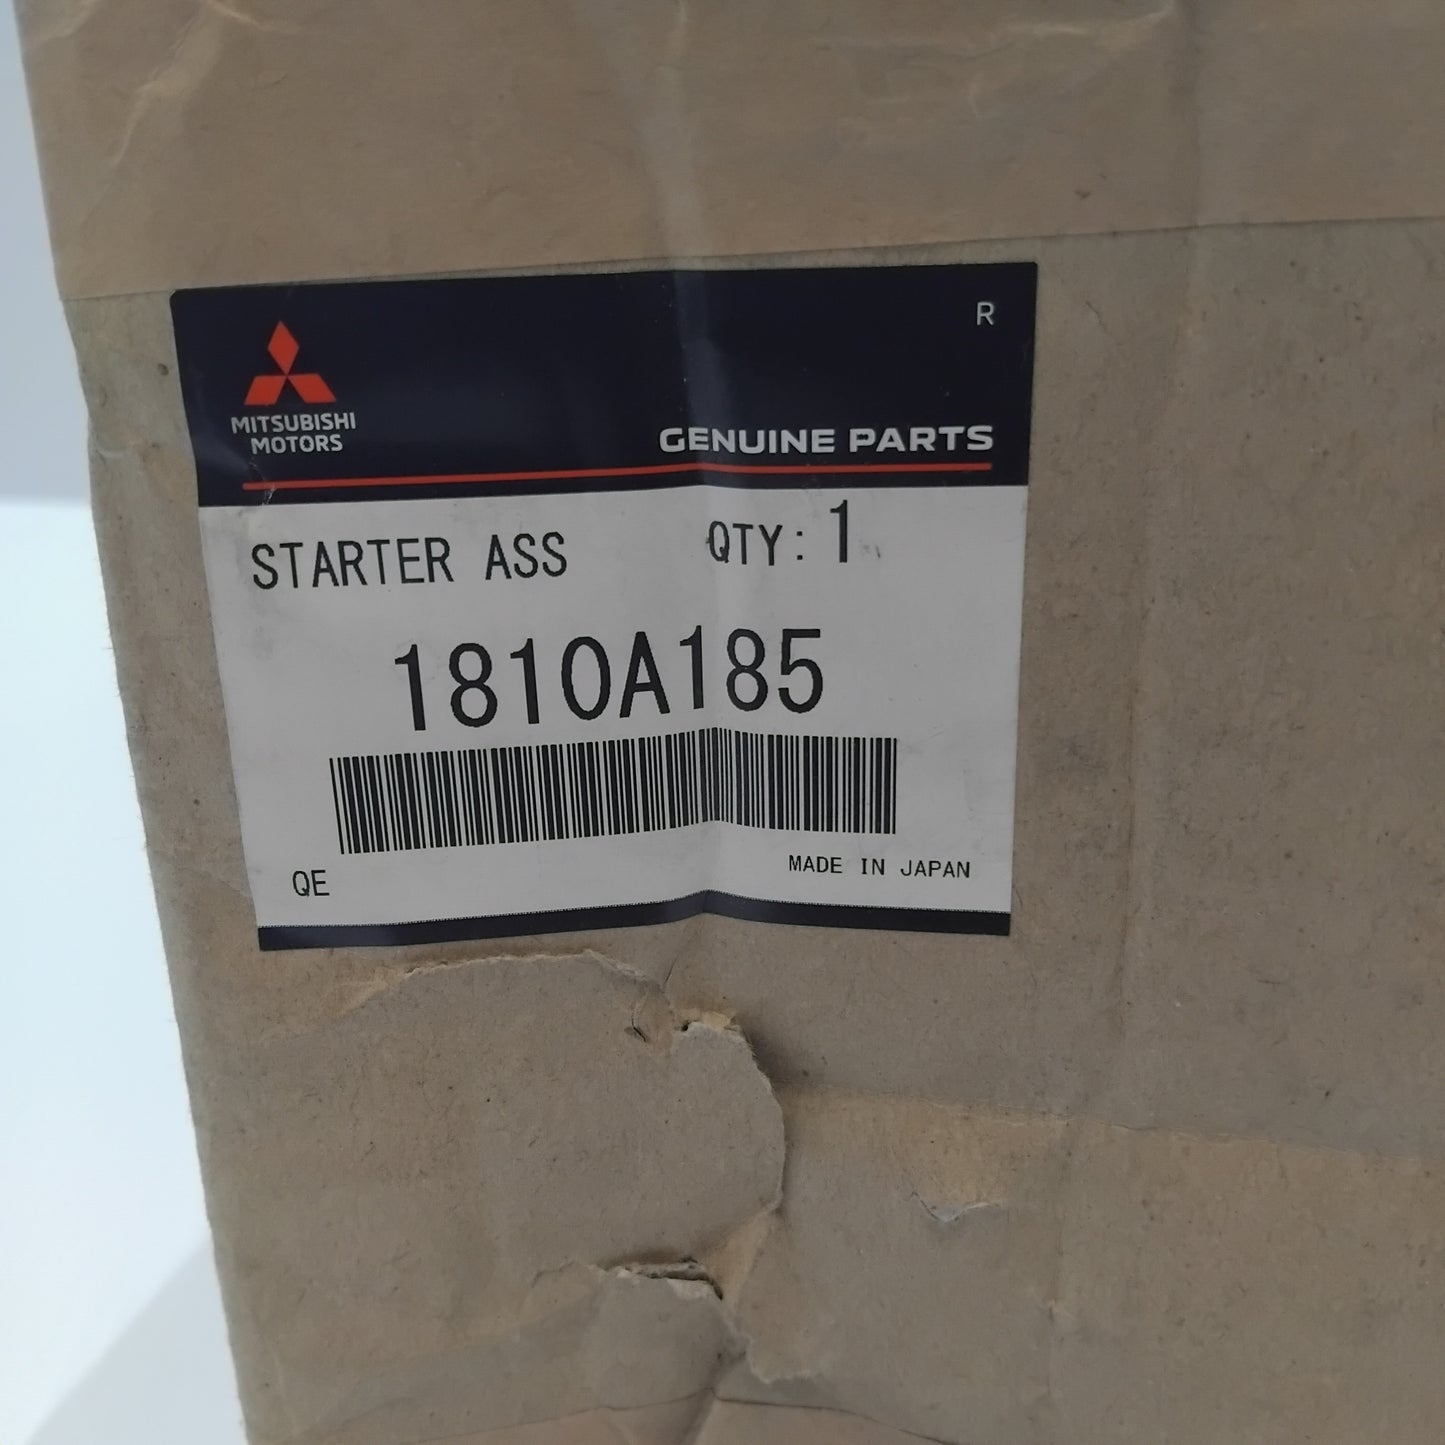 R
MITSUBISHI
MOTORS
GENUINE PARTS
STARTER ASS QTY: 1
1810A185
QE MADE IN JAPAN